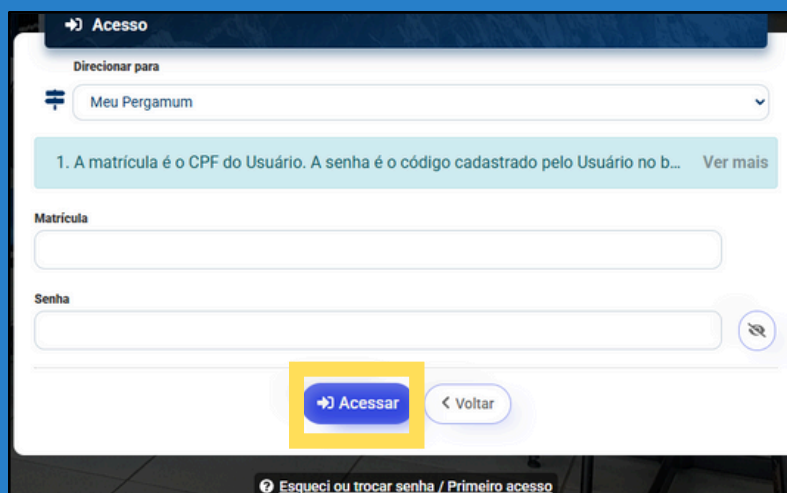 Acesso
Direcionar para
Meu Pergamum
1. A matrícula é o CPF do Usuário. A senha é o código cadastrado pelo Usuário no b... Ver mais
Matrícula
Senha
Acessar
Voltar
Esqueci ou trocar senha / Primeiro acesso